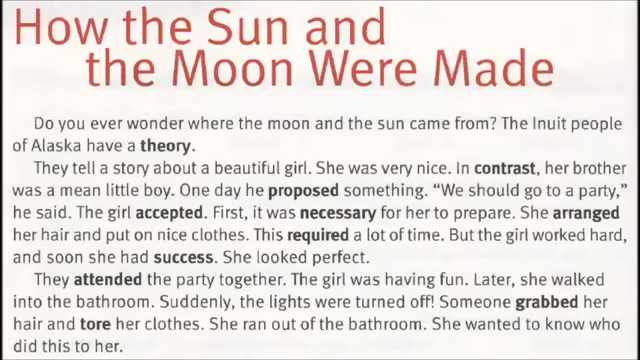 How the Sun and
the Moon Were Made
Do you ever wonder where the moon and the sun came from? The Inuit people
of Alaska have a theory.
They tell a story about a beautiful girl. She was very nice. In contrast, her brother
was a mean little boy. One day he proposed something. “We should go to a party,”
he said. The girl accepted. First, it was necessary for her to prepare. She arranged
her hair and put on nice clothes. This required a lot of time. But the girl worked hard,
and soon she had success. She looked perfect.
They attended the party together. The girl was having fun. Later, she walked
into the bathroom. Suddenly, the lights were turned off! Someone grabbed her
hair and tore her clothes. She ran out of the bathroom. She wanted to know who
did this to her.